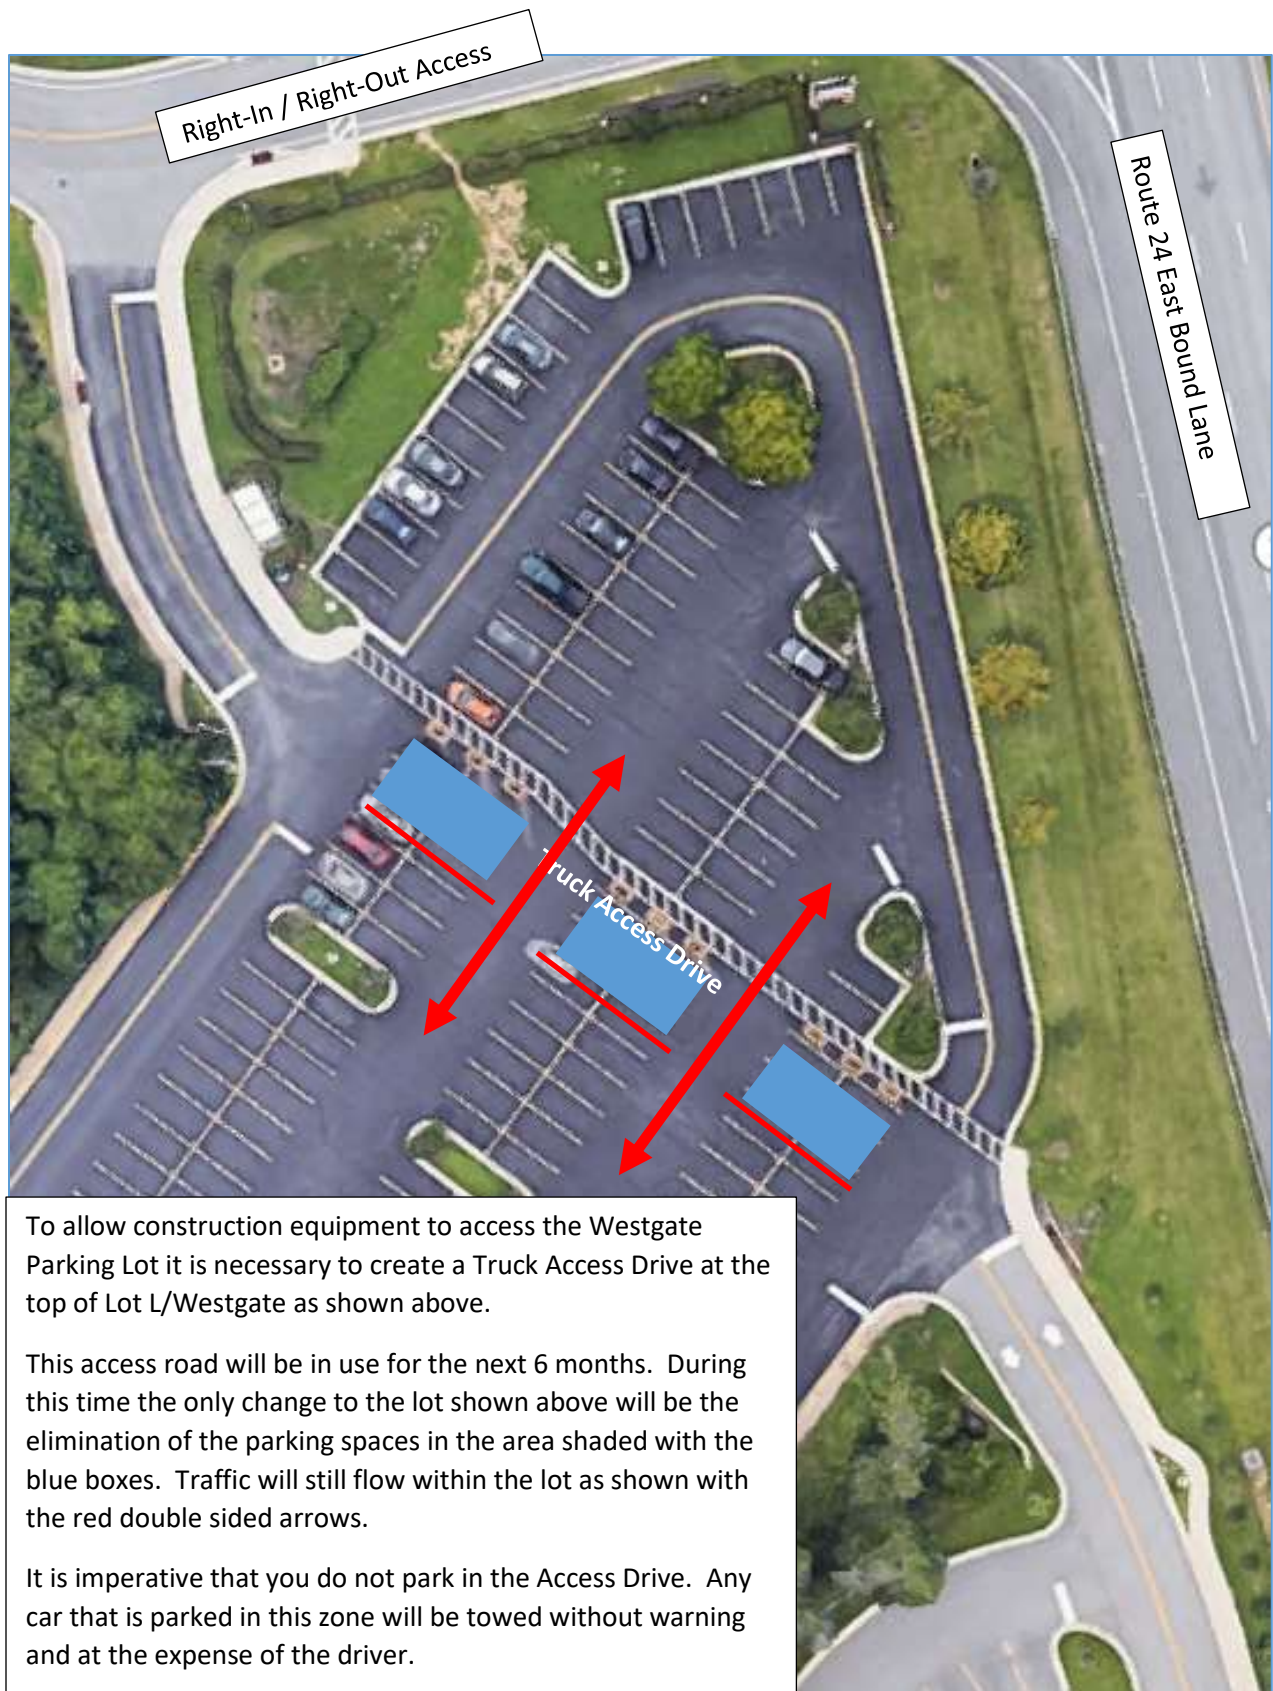 Right-In / Right-Out Access
Route 24 East Bound Lane
Truck Access Drive
To allow construction equipment to access the Westgate
Parking Lot it is necessary to create a Truck Access Drive at the
top of Lot L/Westgate as shown above.
This access road will be in use for the next 6 months.  During
this time the only change to the lot shown above will be the
elimination of the parking spaces in the area shaded with the
blue boxes.  Traffic will still flow within the lot as shown with
the red double sided arrows.
It is imperative that you do not park in the Access Drive.  Any
car that is parked in this zone will be towed without warning
and at the expense of the driver.